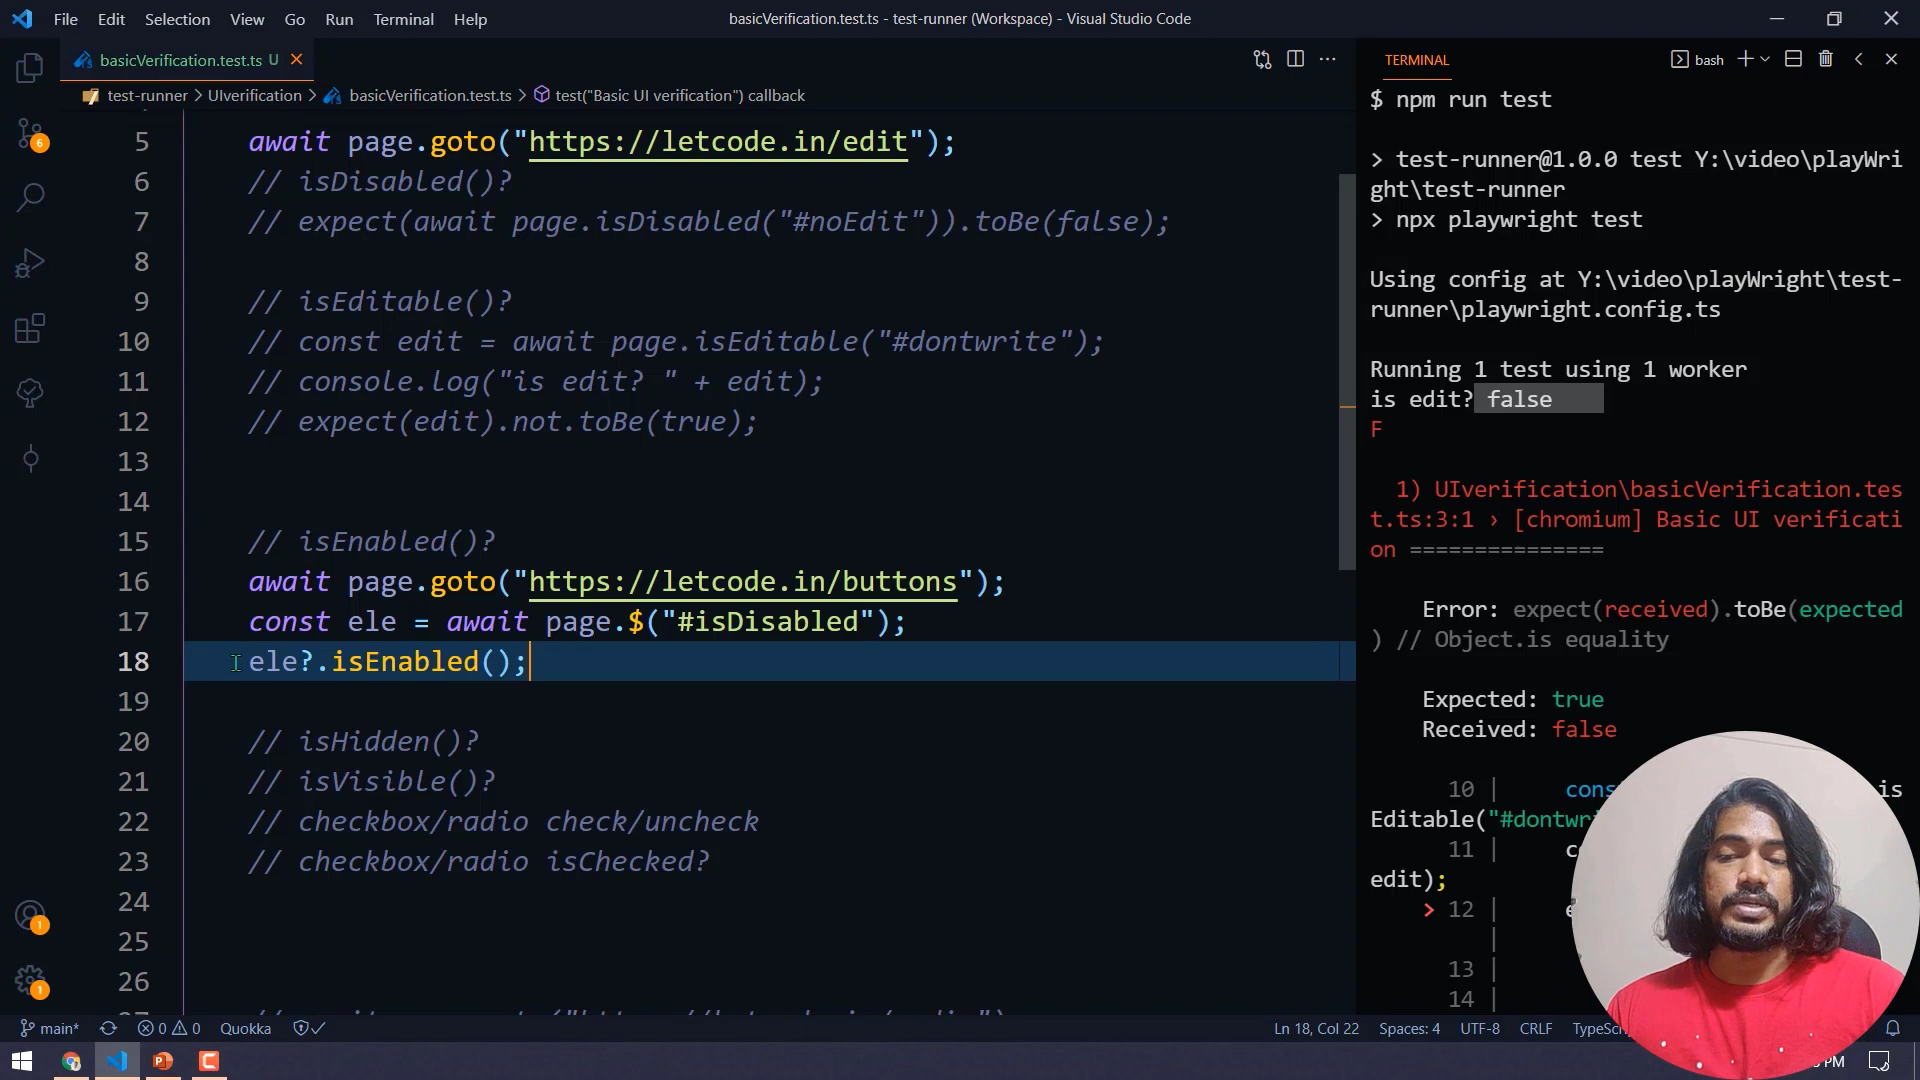 File Edit Selection View Go Run Terminal Help
basicVerification.test.ts - test-runner (Workspace) - Visual Studio Code
basicVerification.test.ts U
test-runner > UIverification > basicVerification.test.ts > test("Basic UI verification") callback
5 await page.goto("https://letcode.in/edit");
6 // isDisabled()?
7 // expect(await page.isDisabled("#noEdit")).toBe(false);
8
9 // isEditable()?
10 // const edit = await page.isEditable("#dontwrite");
11 // console.log("is edit? " + edit);
12 // expect(edit).not.toBe(true);
13
14
15 // isEnabled()?
16 await page.goto("https://letcode.in/buttons");
17 const ele = await page.$("#isDisabled");
18 ele?.isEnabled();
19
20 // isHidden()?
21 // isVisible()?
22 // checkbox/radio check/uncheck
23 // checkbox/radio isChecked?
24
25
26
TERMINAL
bash
$ npm run test
> test-runner@1.0.0 test Y:\video\playWri
ght\test-runner
> npx playwright test
Using config at Y:\video\playWright\test-
runner\playwright.config.ts
Running 1 test using 1 worker
is edit? false
F
1) UIverification\basicVerification.tes
t.ts:3:1 › [chromium] Basic UI verificati
on ===============
Error: expect(received).toBe(expected
) // Object.is equality
Expected: true
Received: false
10 | cons is
Editable("#dontwri
11 | c
edit);
> 12 | e
|
13 |
14 |
6
1
1
main* 0 0 Quokka
Ln 18, Col 22 Spaces: 4 UTF-8 CRLF TypeScri
PM